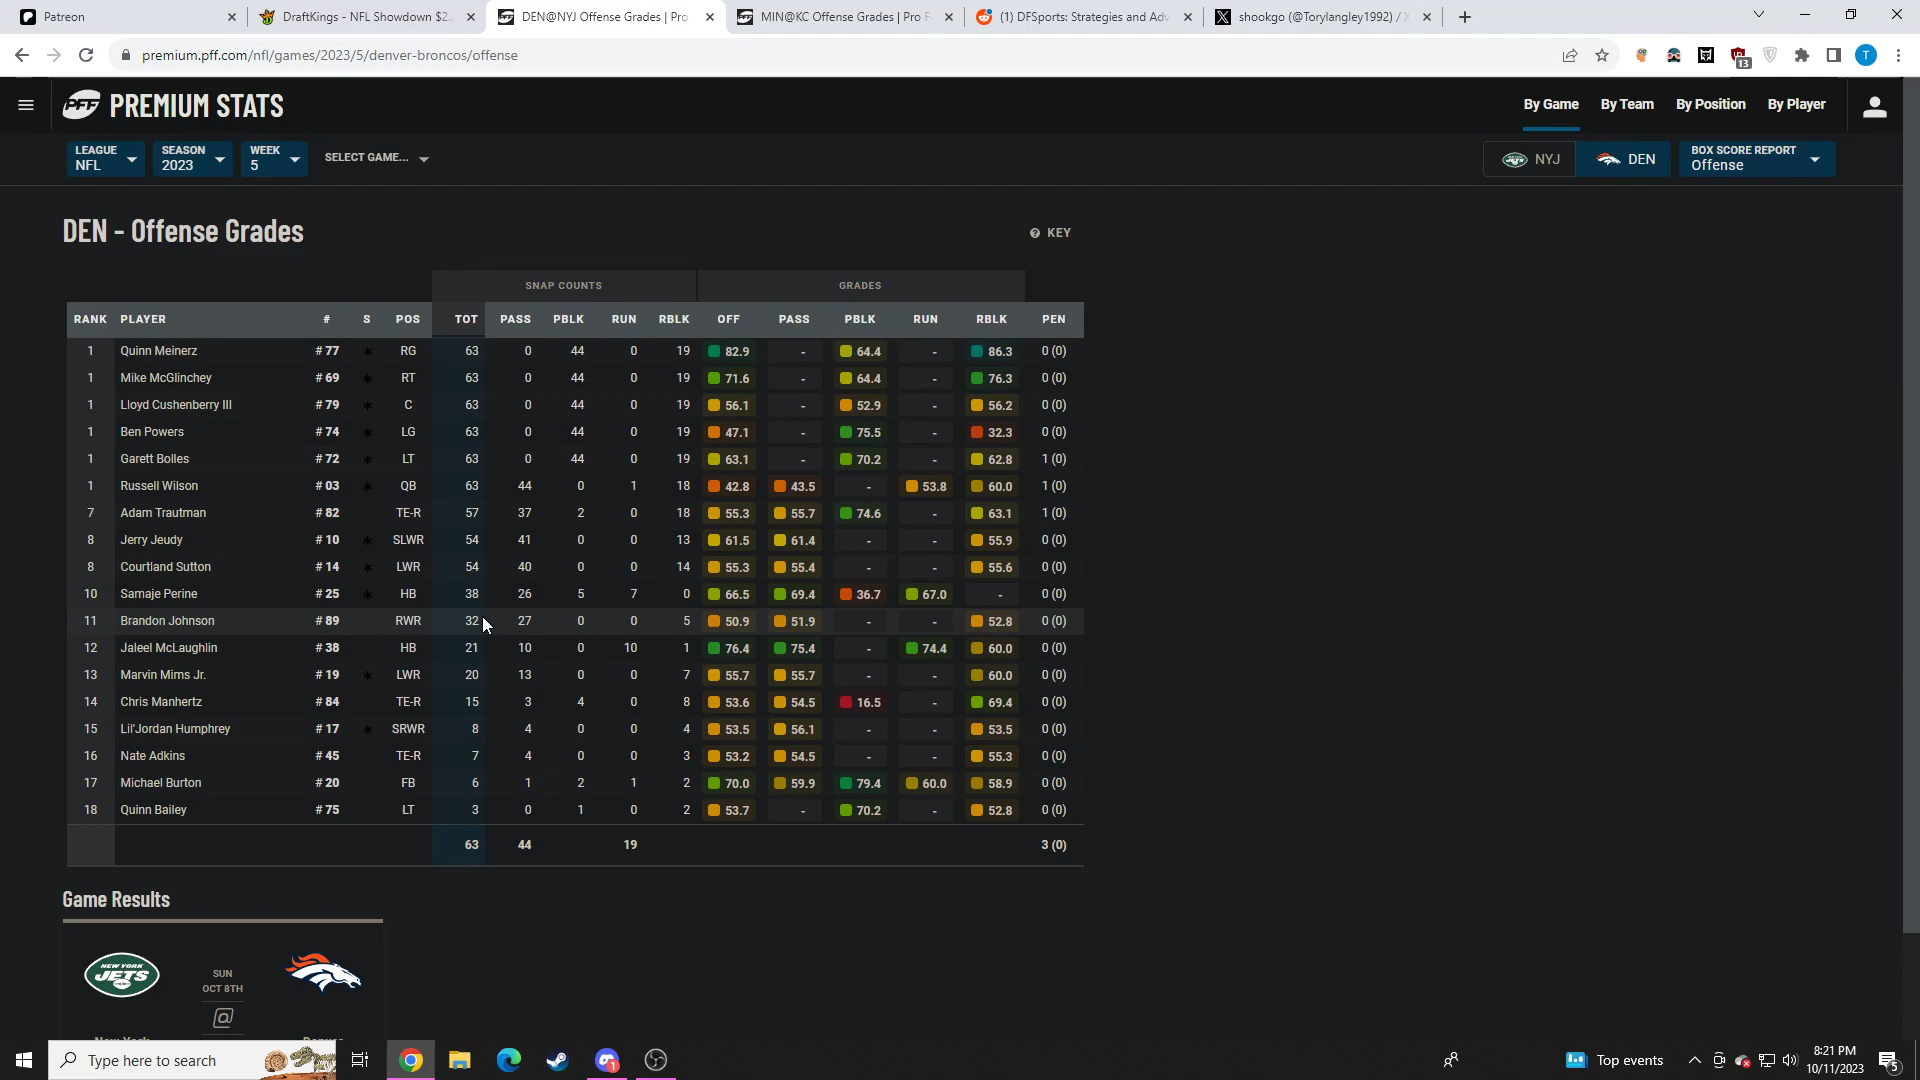 Patreon
DraftKings - NFL Showdown $2.
DEN@NYJ Offense Grades | Pro
MIN@KC Offense Grades | Pro F
(1) DFSports: Strategies and Adv
shookgo (@Torylangley1992) / X
premium.pff.com/nfl/games/2023/5/denver-broncos/offense
13
T
PFF PREMIUM STATS
By Game By Team By Position By Player
LEAGUE NFL
SEASON 2023
WEEK 5
SELECT GAME...
NYJ
DEN
BOX SCORE REPORT Offense
DEN - Offense Grades
KEY
SNAP COUNTS GRADES
RANK PLAYER # S POS TOT PASS PBLK RUN RBLK OFF PASS PBLK RUN RBLK PEN
1 Quinn Meinerz #77 * RG 63 0 44 0 19 82.9 - 64.4 - 86.3 0 (0)
1 Mike McGlinchey #69 * RT 63 0 44 0 19 71.6 - 64.4 - 76.3 0 (0)
1 Lloyd Cushenberry III #79 * C 63 0 44 0 19 56.1 - 52.9 - 56.2 0 (0)
1 Ben Powers #74 * LG 63 0 44 0 19 47.1 - 75.5 - 32.3 0 (0)
1 Garett Bolles #72 * LT 63 0 44 0 19 63.1 - 70.2 - 62.8 1 (0)
1 Russell Wilson #03 * QB 63 44 0 1 18 42.8 43.5 - 53.8 60.0 1 (0)
7 Adam Trautman #82 TE-R 57 37 2 0 18 55.3 55.7 74.6 - 63.1 1 (0)
8 Jerry Jeudy #10 * SLWR 54 41 0 0 13 61.5 61.4 - - 55.9 0 (0)
8 Courtland Sutton #14 * LWR 54 40 0 0 14 55.3 55.4 - - 55.6 0 (0)
10 Samaje Perine #25 * HB 38 26 5 7 0 66.5 69.4 36.7 67.0 - 0 (0)
11 Brandon Johnson #89 RWR 32 27 0 0 5 50.9 51.9 - - 52.8 0 (0)
12 Jaleel McLaughlin #38 HB 21 10 0 10 1 76.4 75.4 - 74.4 60.0 0 (0)
13 Marvin Mims Jr. #19 * LWR 20 13 0 0 7 55.7 55.7 - - 60.0 0 (0)
14 Chris Manhertz #84 TE-R 15 3 4 0 8 53.6 54.5 16.5 - 69.4 0 (0)
15 Lil'Jordan Humphrey #17 * SRWR 8 4 0 0 4 53.5 56.1 - - 53.5 0 (0)
16 Nate Adkins #45 TE-R 7 4 0 0 3 53.2 54.5 - - 55.3 0 (0)
17 Michael Burton #20 FB 6 1 2 1 2 70.0 59.9 79.4 60.0 58.9 0 (0)
18 Quinn Bailey #75 LT 3 0 1 0 2 53.7 - 70.2 - 52.8 0 (0)
63 44 19 3 (0)
Game Results
NEW YORK JETS
SUN
OCT 8TH
@
Type here to search
Top events
8:21 PM
10/11/2023
5